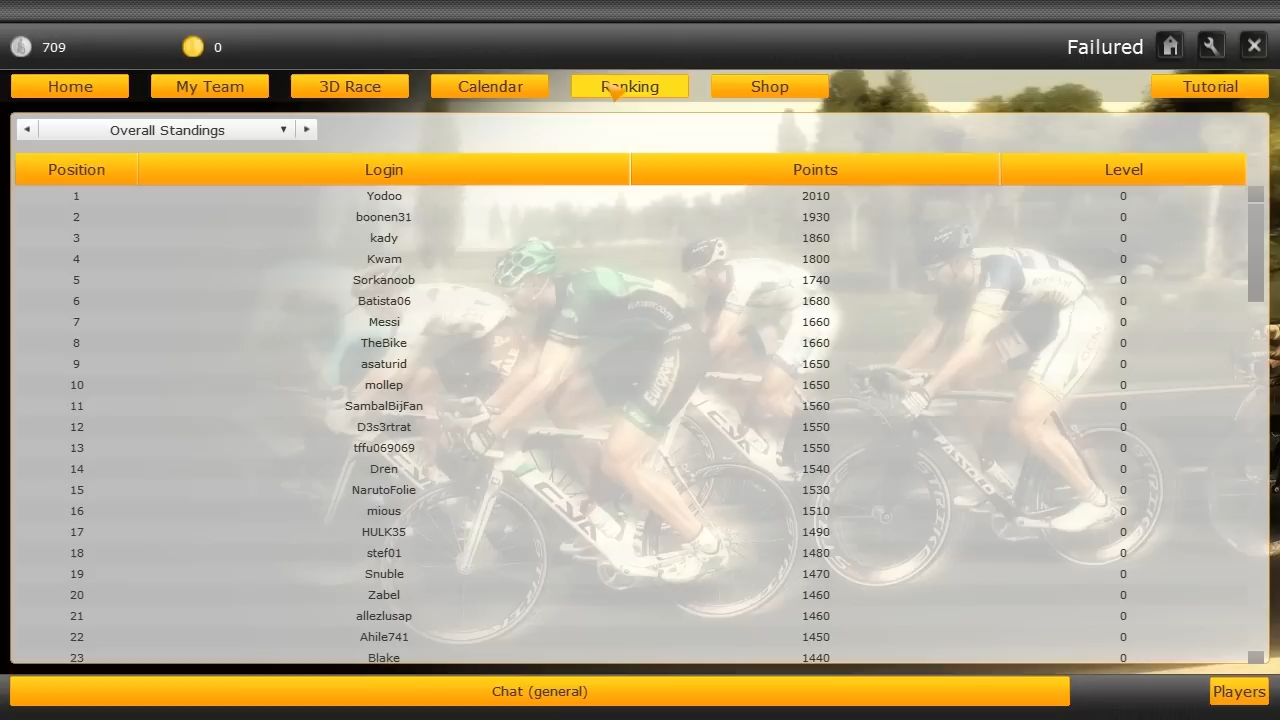 709 0 Failured
Home My Team 3D Race Calendar Ranking Shop Tutorial
Overall Standings
Position Login Points Level
1 Yodoo 2010 0
2 boonen31 1930 0
3 kady 1860 0
4 Kwam 1800 0
5 Sorkanoob 1740 0
6 Batista06 1680 0
7 Messi 1660 0
8 TheBike 1660 0
9 asaturid 1650 0
10 mollep 1650 0
11 SambalBijFan 1560 0
12 D3s3rtrat 1550 0
13 tffu069069 1550 0
14 Dren 1540 0
15 NarutoFolie 1530 0
16 mious 1510 0
17 HULK35 1490 0
18 stef01 1480 0
19 Snuble 1470 0
20 Zabel 1460 0
21 allezlusap 1460 0
22 Ahile741 1450 0
23 Blake 1440 0
Chat (general) Players